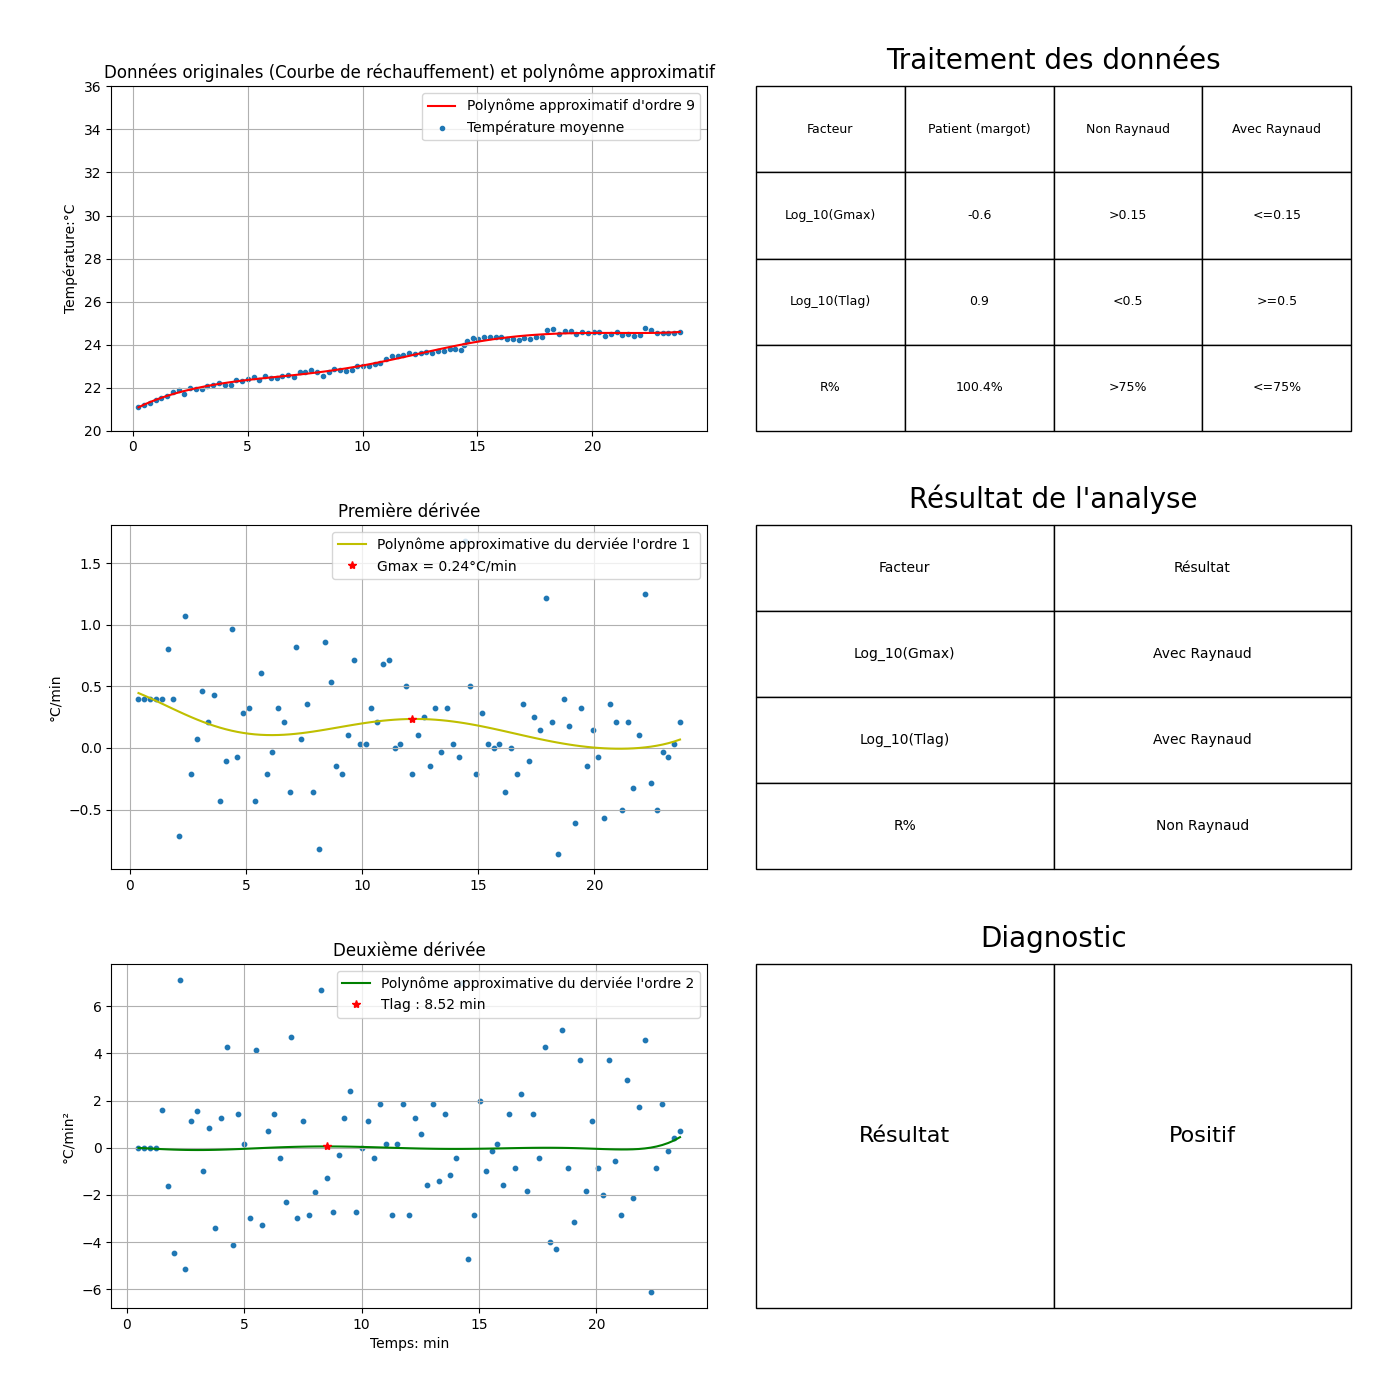 Données originales (Courbe de réchauffement) et polynôme approximatif
Polynôme approximatif d'ordre 9
Température moyenne
Température:°C
36
34
32
30
28
26
24
22
20
0 5 10 15 20
Traitement des données
Facteur Patient (margot) Non Raynaud Avec Raynaud
Log_10(Gmax) -0.6 >0.15 <=0.15
Log_10(Tlag) 0.9 <0.5 >=0.5
R% 100.4% >75% <=75%
Première dérivée
Polynôme approximative du derviée l'ordre 1
Gmax = 0.24°C/min
°C/min
1.5
1.0
0.5
0.0
−0.5
0 5 10 15 20
Résultat de l'analyse
Facteur Résultat
Log_10(Gmax) Avec Raynaud
Log_10(Tlag) Avec Raynaud
R% Non Raynaud
Deuxième dérivée
Polynôme approximative du derviée l'ordre 2
Tlag : 8.52 min
°C/min²
6
4
2
0
−2
−4
−6
0 5 10 15 20
Temps: min
Diagnostic
Résultat Positif